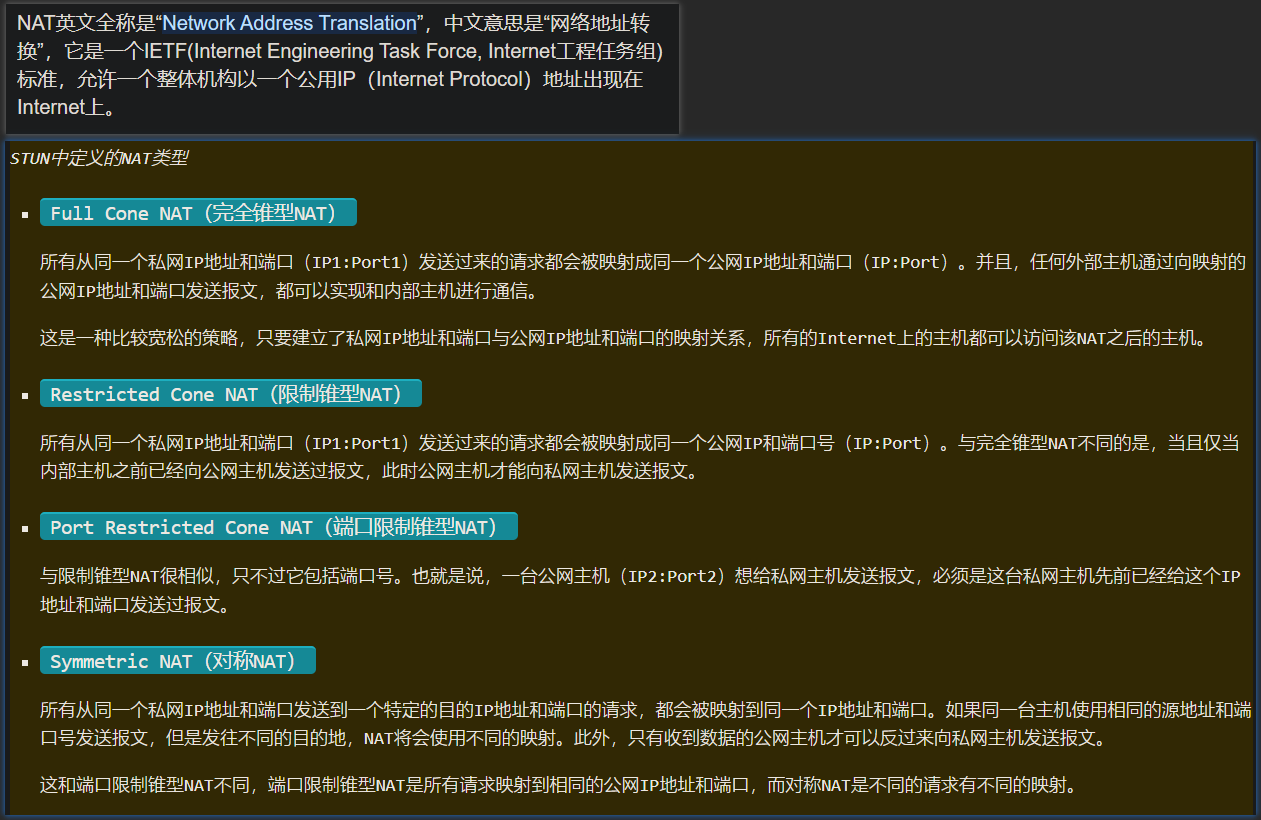 NAT英文全称是“Network Address Translation”，中文意思是“网络地址转
换”，它是一个IETF(Internet Engineering Task Force, Internet工程任务组)
标准，允许一个整体机构以一个公用IP（Internet Protocol）地址出现在
Internet上。
STUN中定义的NAT类型
▪ Full Cone NAT（完全锥型NAT）
所有从同一个私网IP地址和端口（IP1:Port1）发送过来的请求都会被映射成同一个公网IP地址和端口（IP:Port）。并且，任何外部主机通过向映射的
公网IP地址和端口发送报文，都可以实现和内部主机进行通信。
这是一种比较宽松的策略，只要建立了私网IP地址和端口与公网IP地址和端口的映射关系，所有的Internet上的主机都可以访问该NAT之后的主机。
▪ Restricted Cone NAT（限制锥型NAT）
所有从同一个私网IP地址和端口（IP1:Port1）发送过来的请求都会被映射成同一个公网IP和端口号（IP:Port）。与完全锥型NAT不同的是，当且仅当
内部主机之前已经向公网主机发送过报文，此时公网主机才能向私网主机发送报文。
▪ Port Restricted Cone NAT（端口限制锥型NAT）
与限制锥型NAT很相似，只不过它包括端口号。也就是说，一台公网主机（IP2:Port2）想给私网主机发送报文，必须是这台私网主机先前已经给这个IP
地址和端口发送过报文。
▪ Symmetric NAT（对称NAT）
所有从同一个私网IP地址和端口发送到一个特定的目的IP地址和端口的请求，都会被映射到同一个IP地址和端口。如果同一台主机使用相同的源地址和端
口号发送报文，但是发往不同的目的地，NAT将会使用不同的映射。此外，只有收到数据的公网主机才可以反过来向私网主机发送报文。
这和端口限制锥型NAT不同，端口限制锥型NAT是所有请求映射到相同的公网IP地址和端口，而对称NAT是不同的请求有不同的映射。